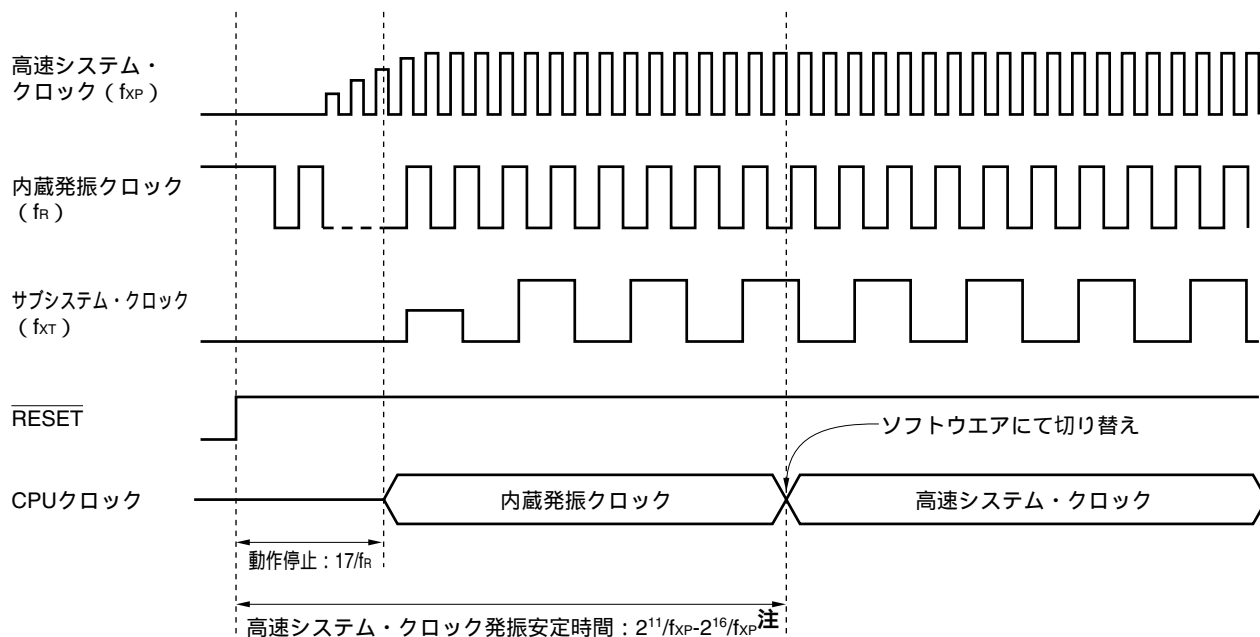 高速システム・
クロック（fXP）
内蔵発振クロック
（fR）
サブシステム・クロック
（fXT）
RESET
ソフトウエアにて切り替え
CPUクロック
内蔵発振クロック
高速システム・クロック
動作停止：17/fR
高速システム・クロック発振安定時間：2¹¹/fXP-2¹⁶/fXP注